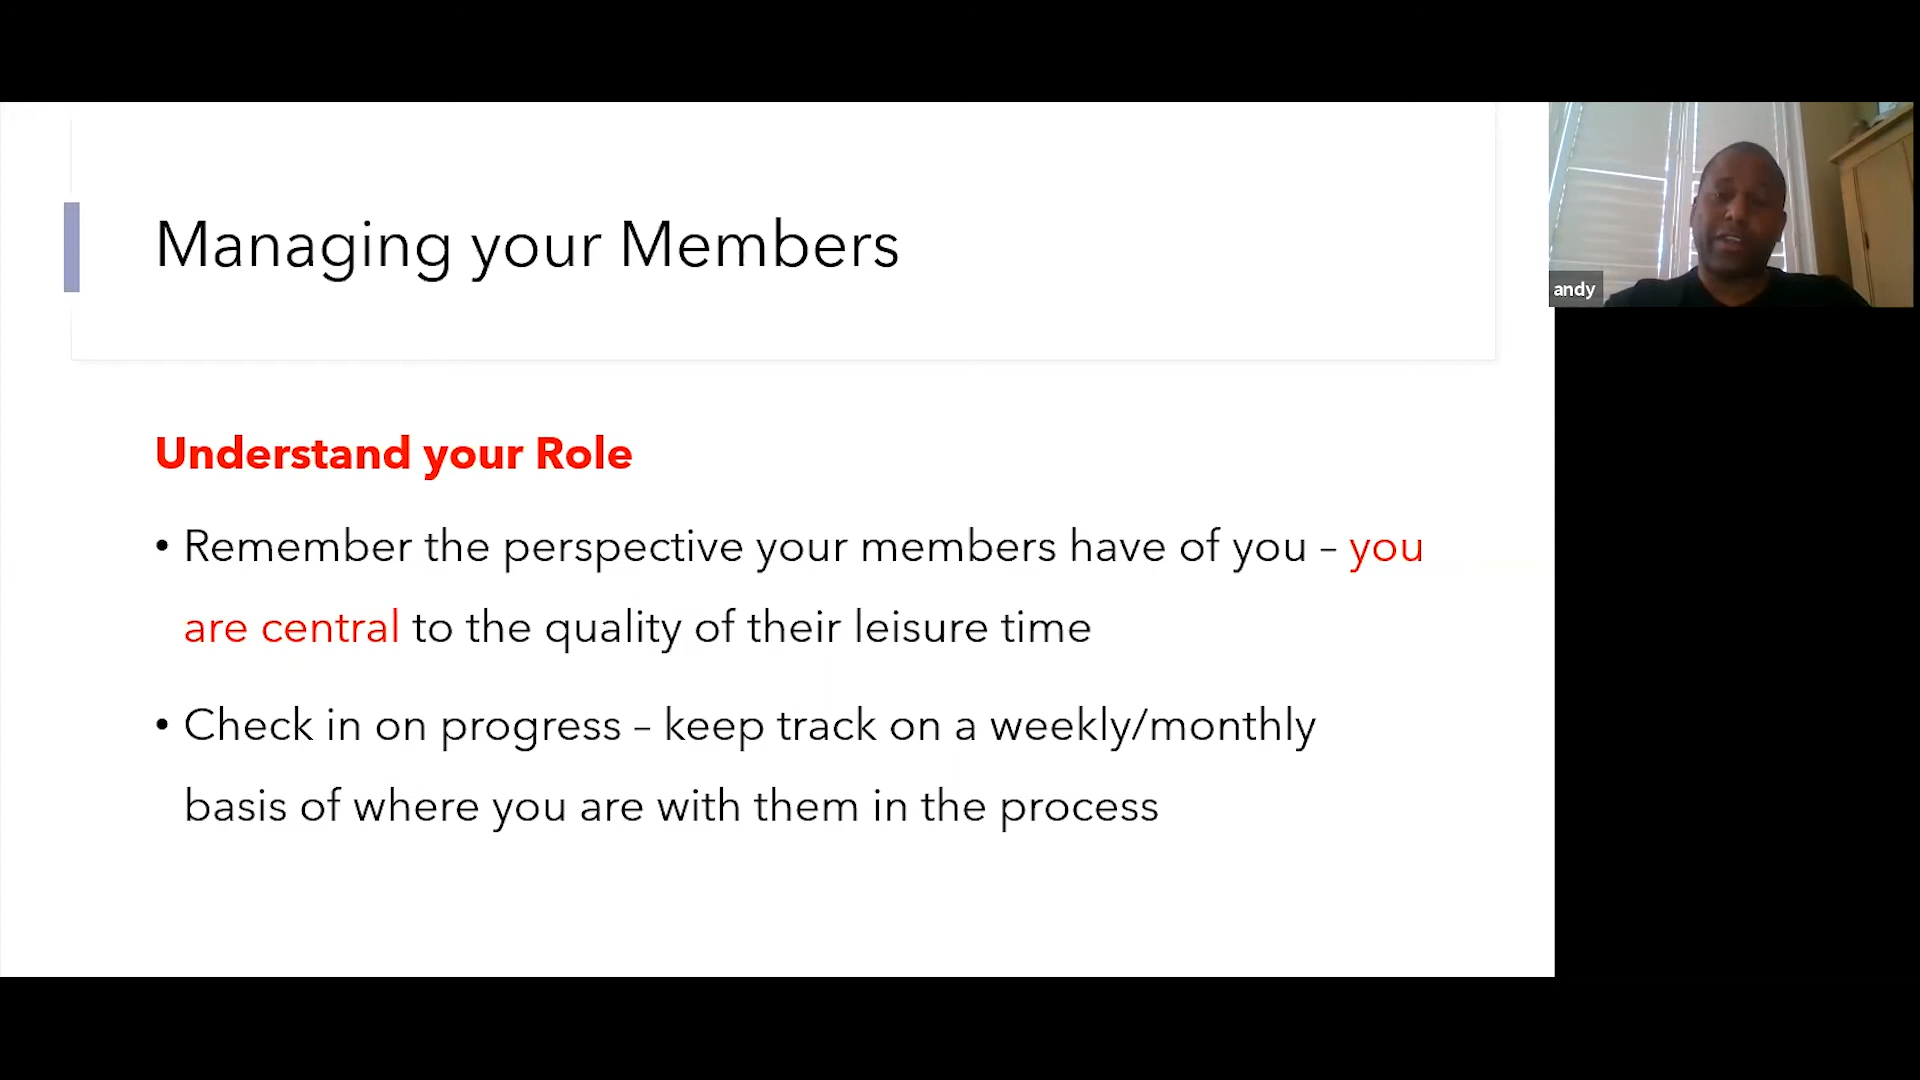 Managing your Members
andy
Understand your Role
• Remember the perspective your members have of you – you
are central to the quality of their leisure time
• Check in on progress – keep track on a weekly/monthly
basis of where you are with them in the process